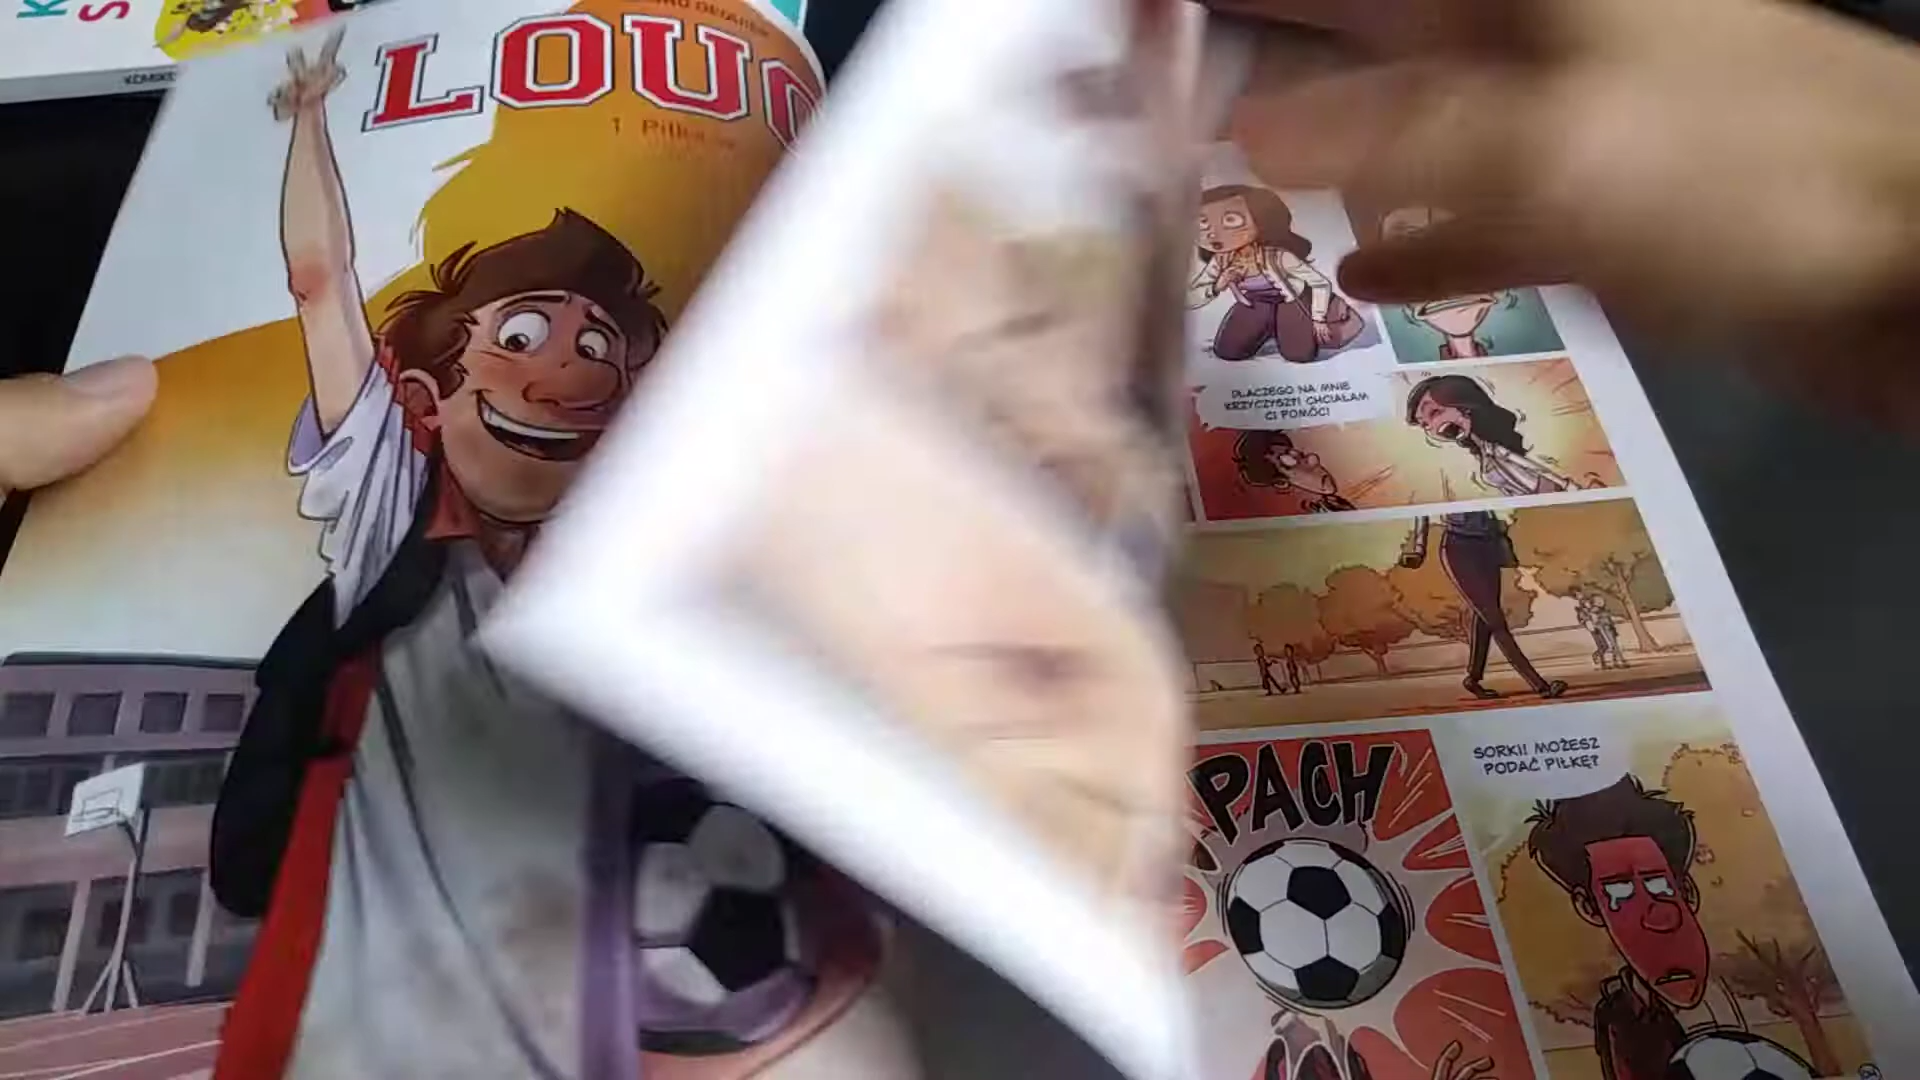 LOUC
DLACZEGO NA MNIE
KRZYCZYSZ?! CHCIAŁAM
CI POMÓC!
PACH
SORKI! MOŻESZ
PODAĆ PIŁKĘ?